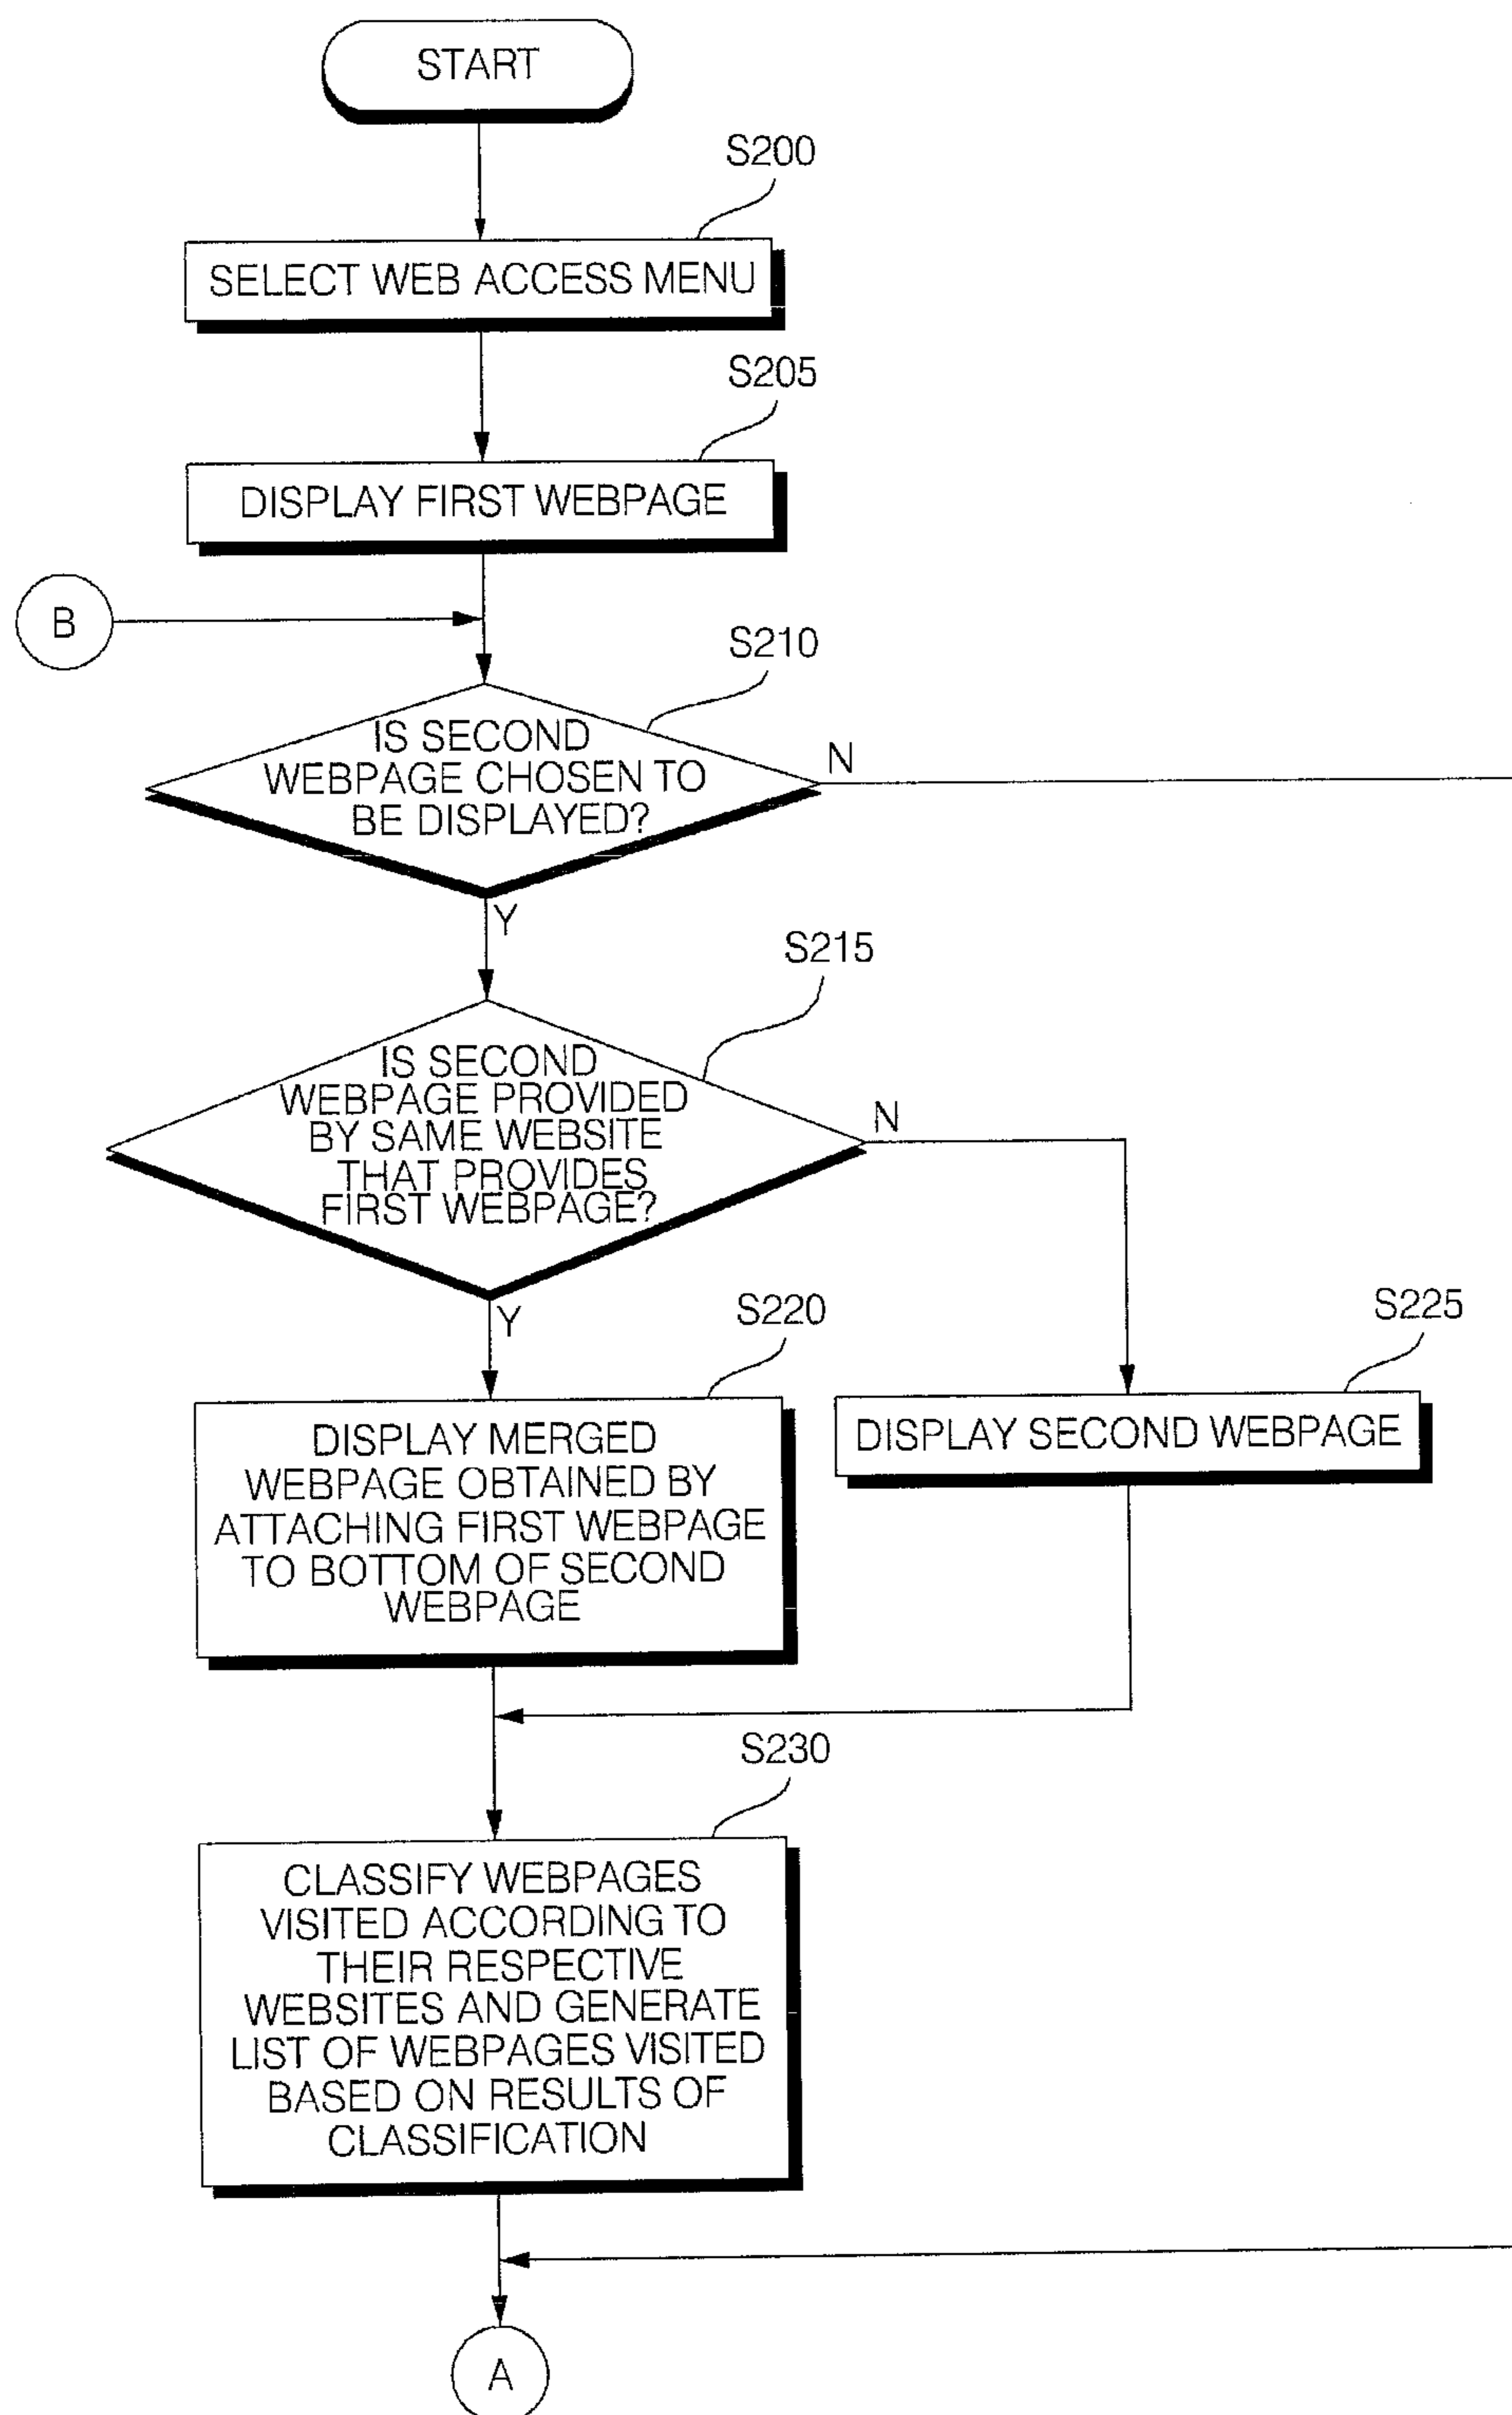 START
S200
SELECT WEB ACCESS MENU
S205
DISPLAY FIRST WEBPAGE
B
S210
IS SECOND
WEBPAGE CHOSEN TO
BE DISPLAYED?
N
Y
S215
IS SECOND
WEBPAGE PROVIDED
BY SAME WEBSITE
THAT PROVIDES
FIRST WEBPAGE?
N
Y
S220
DISPLAY MERGED
WEBPAGE OBTAINED BY
ATTACHING FIRST WEBPAGE
TO BOTTOM OF SECOND
WEBPAGE
S225
DISPLAY SECOND WEBPAGE
S230
CLASSIFY WEBPAGES
VISITED ACCORDING TO
THEIR RESPECTIVE
WEBSITES AND GENERATE
LIST OF WEBPAGES VISITED
BASED ON RESULTS OF
CLASSIFICATION
A